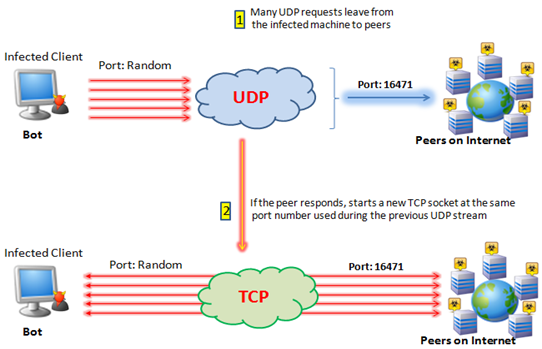 1
Many UDP requests leave from
the infected machine to peers
Infected Client
Port: Random
UDP
Port: 16471
Bot
Peers on Internet
2
If the peer responds, starts a new TCP socket at the same
port number used during the previous UDP stream
Infected Client
Port: Random
TCP
Port: 16471
Bot
Peers on Internet